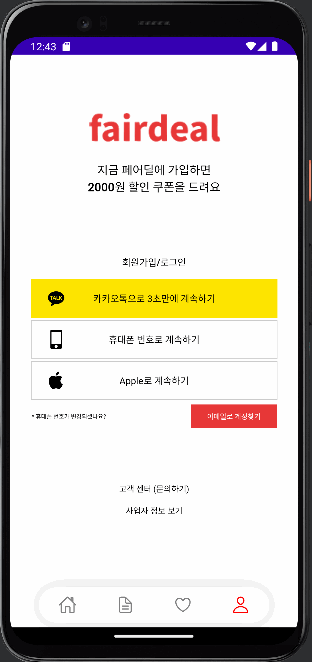 12:43
fairdeal
지금 페어딜에 가입하면
2000원 할인 쿠폰을 드려요
회원가입/로그인
TALK
카카오톡으로 3초만에 계속하기
휴대폰 번호로 계속하기
Apple로 계속하기
* 휴대폰 번호가 변경되셨나요?
이메일로 계정찾기
고객 센터 (문의하기)
사업자 정보 보기